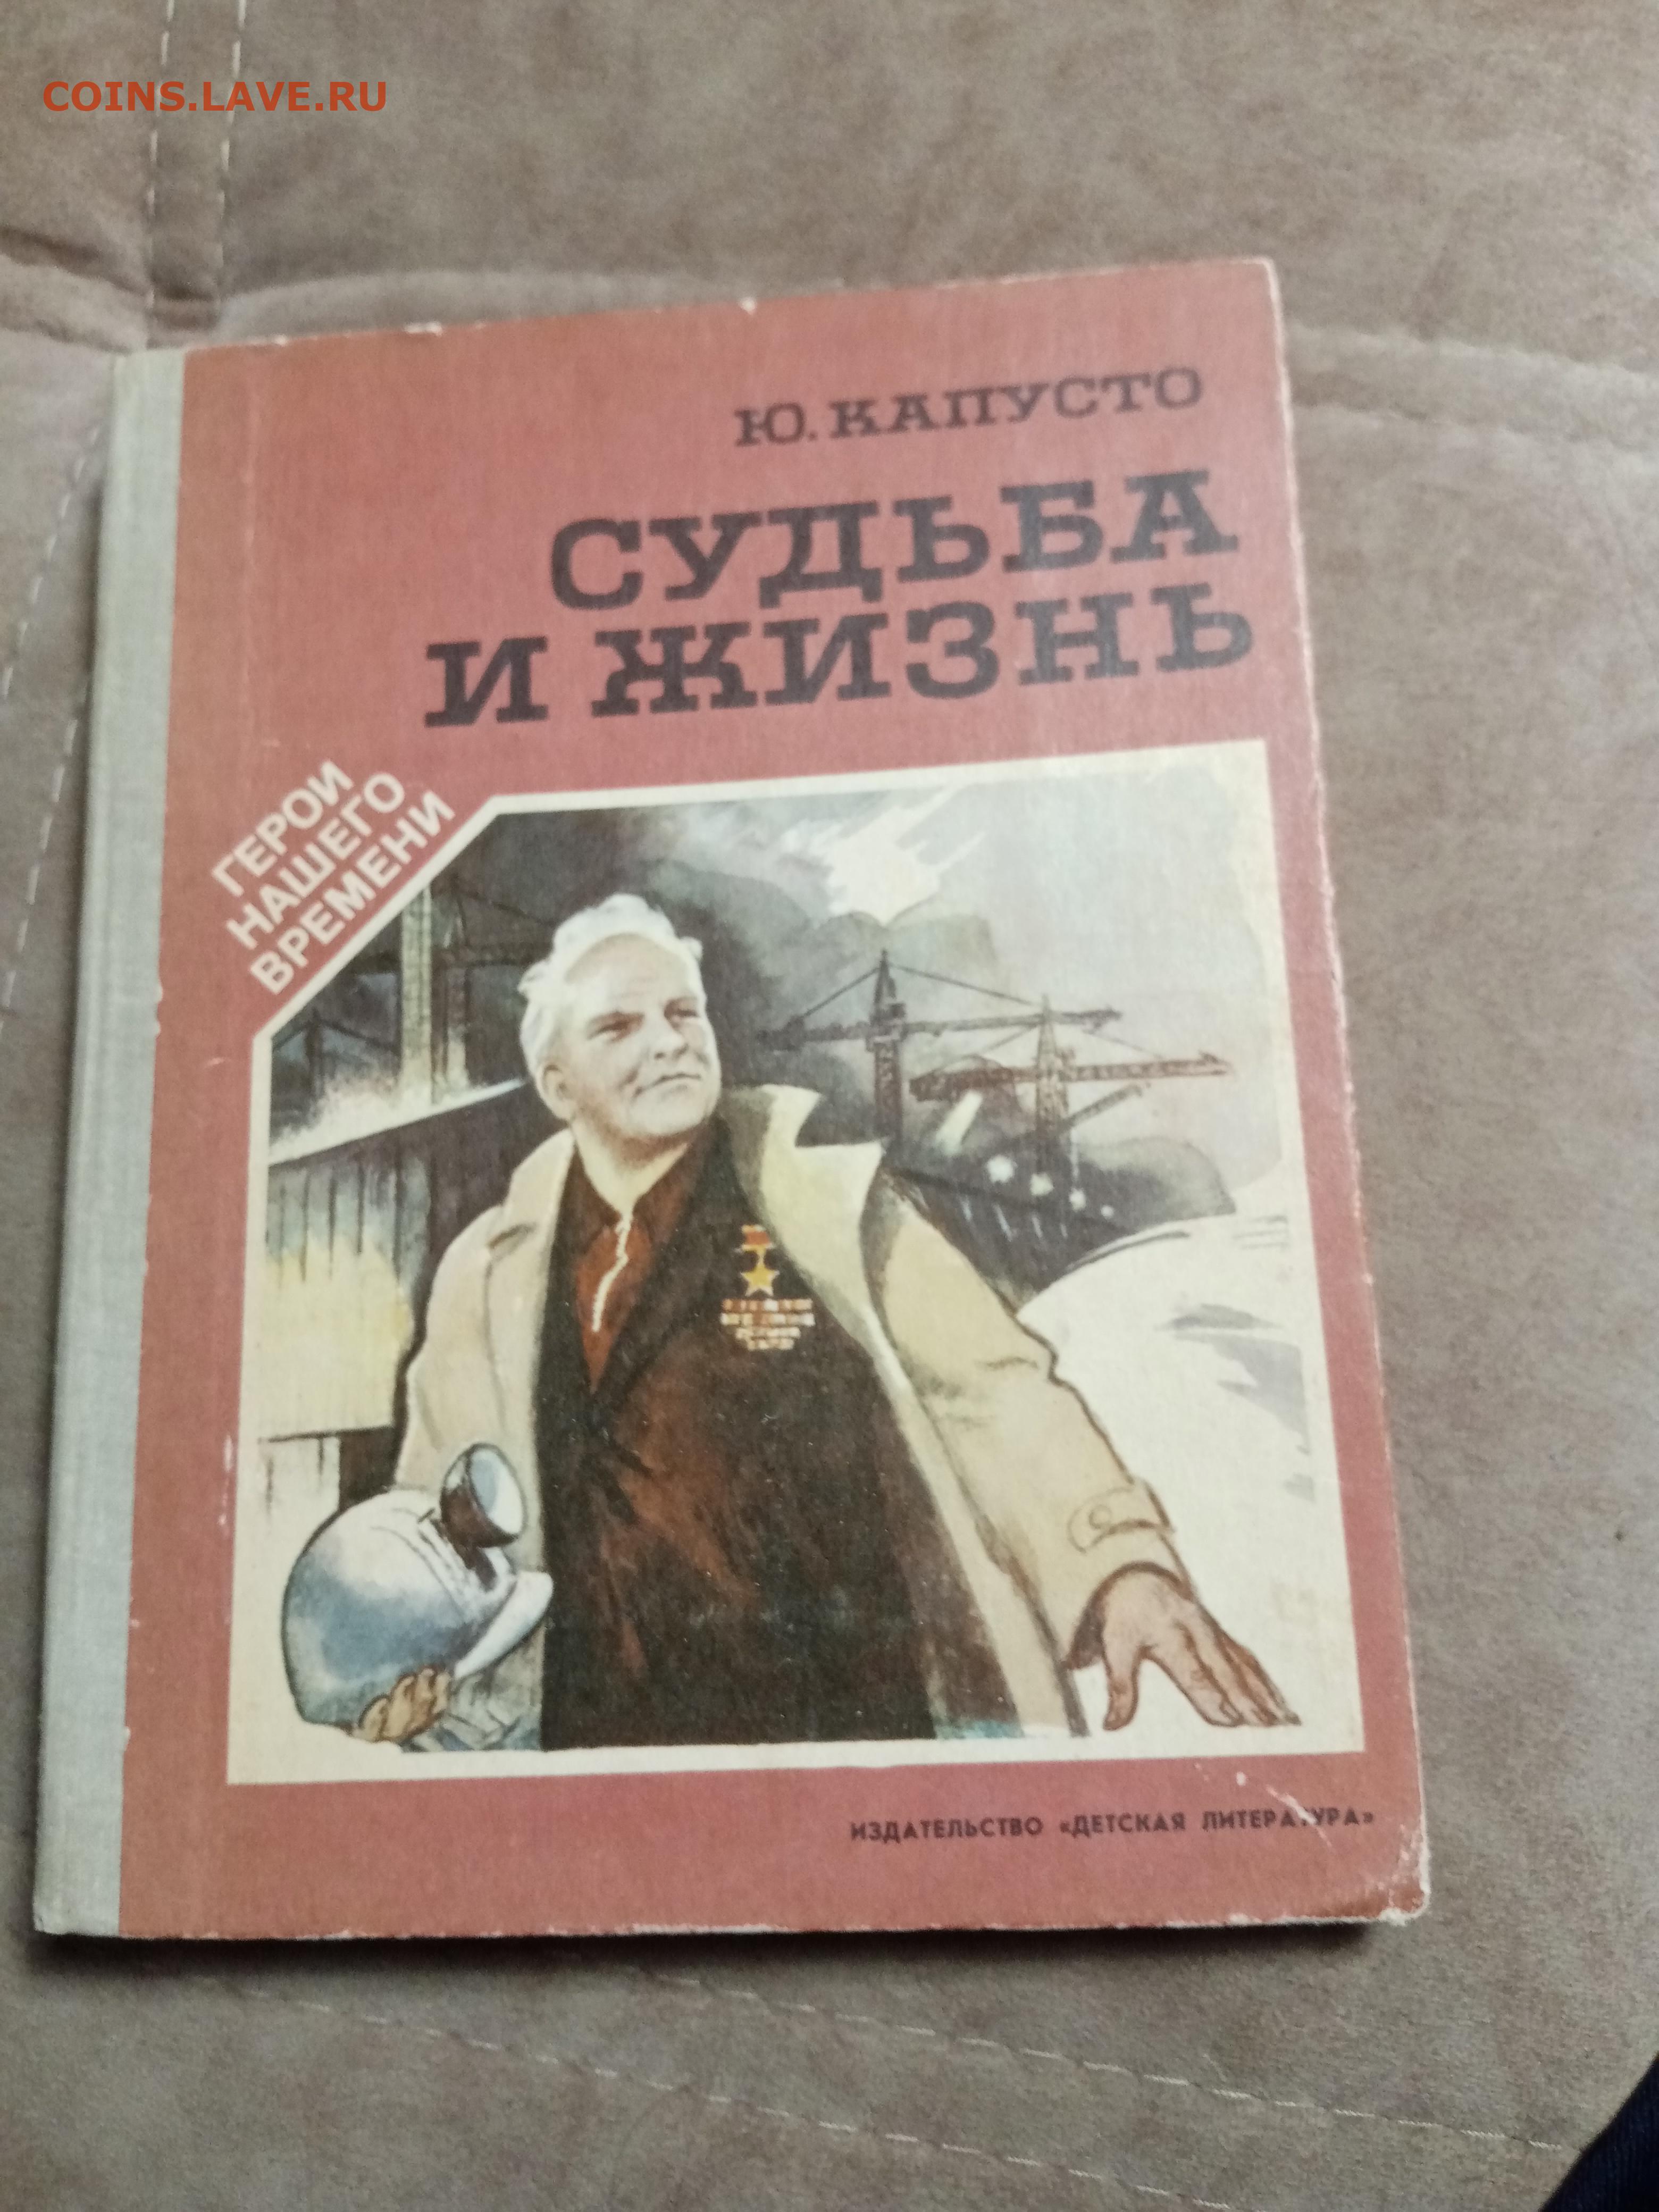 COINS.LAVE.RU
Ю. КАПУСТО
СУДЬБА
И ЖИЗНЬ
ГЕРОИ
НАШЕГО
ВРЕМЕНИ
ИЗДАТЕЛЬСТВО «ДЕТСКАЯ ЛИТЕРАТУРА»